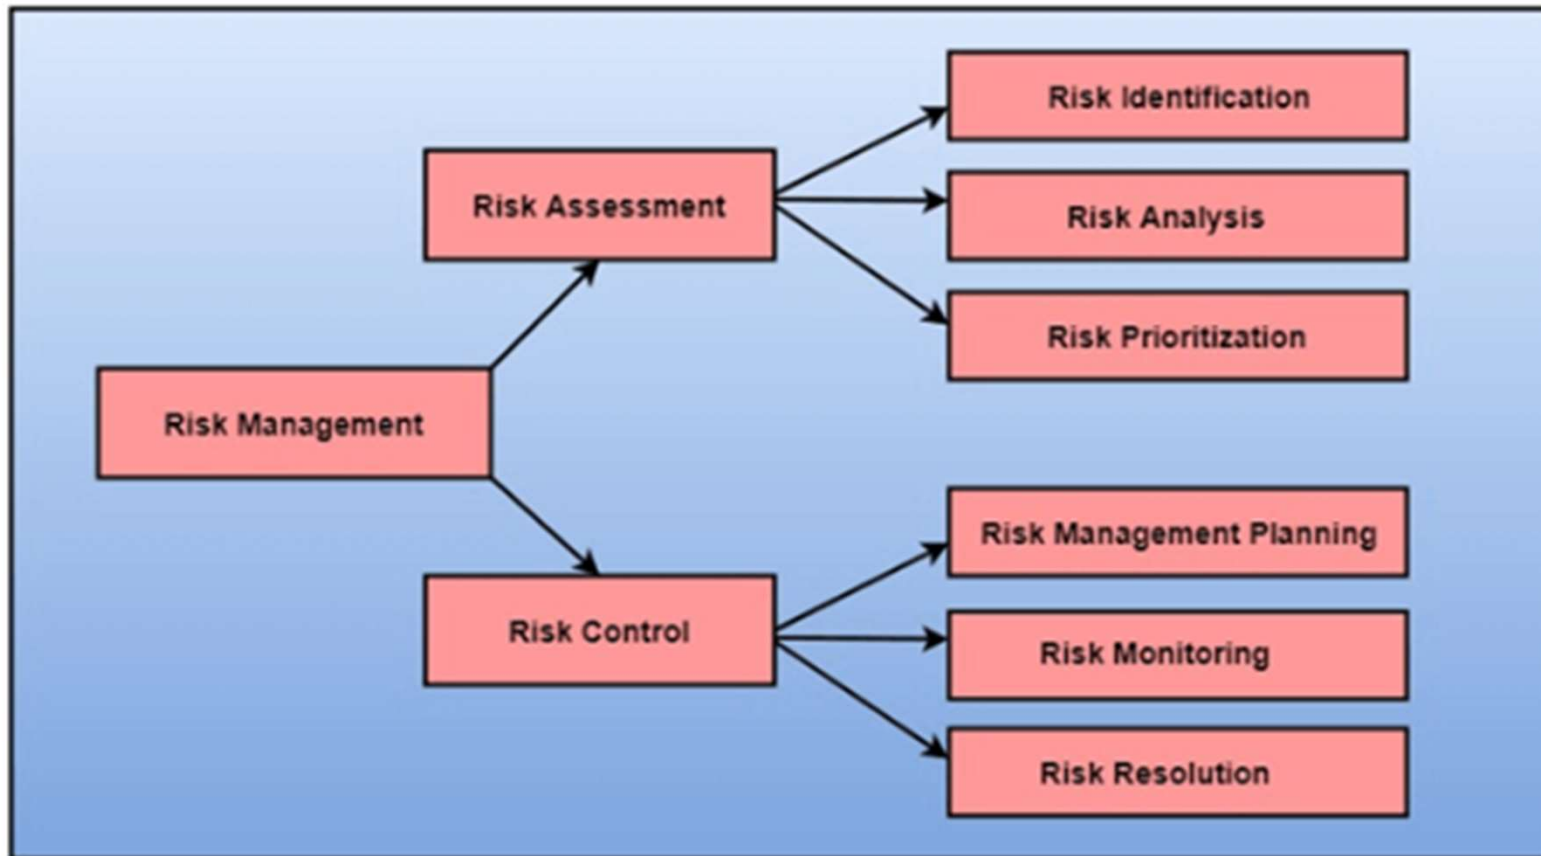 Risk Identification
Risk Assessment
Risk Analysis
Risk Prioritization
Risk Management
Risk Management Planning
Risk Control
Risk Monitoring
Risk Resolution